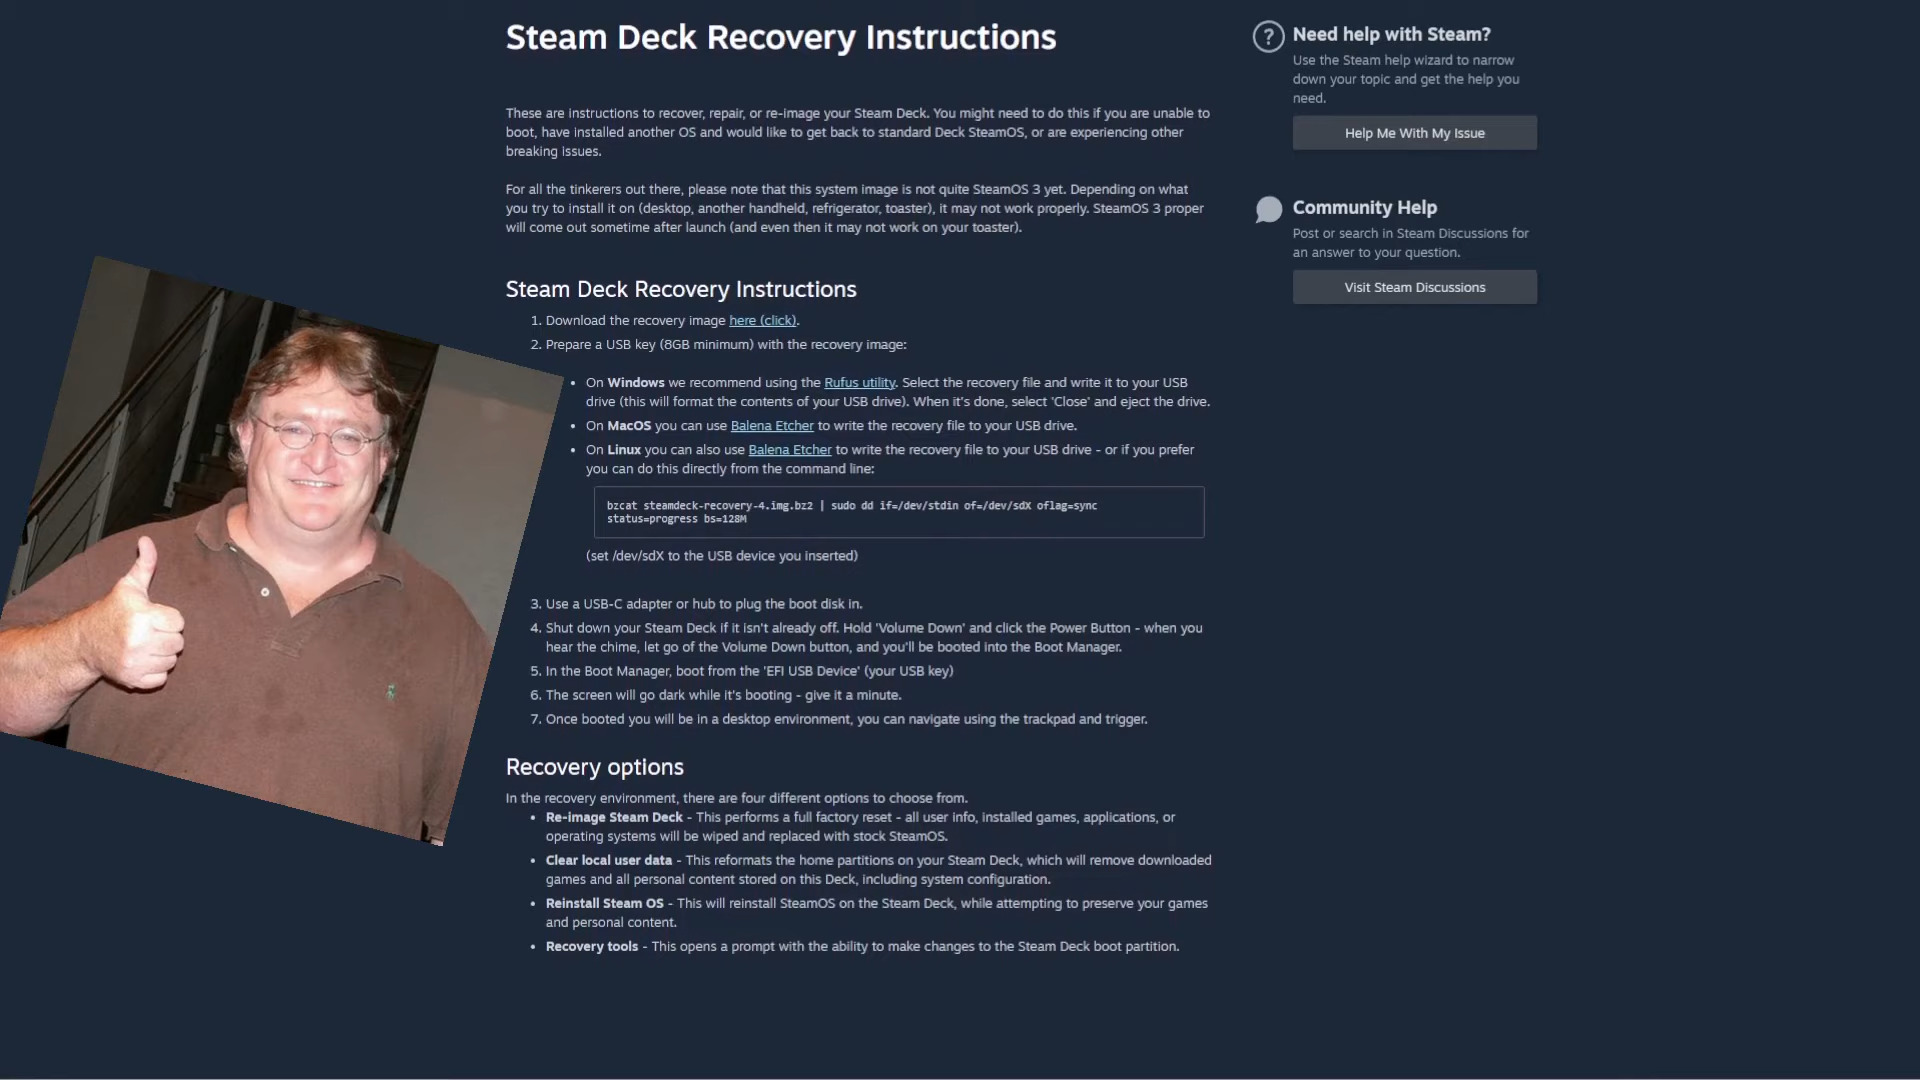 Steam Deck Recovery Instructions
These are instructions to recover, repair, or re-image your Steam Deck. You might need to do this if you are unable to
boot, have installed another OS and would like to get back to standard Deck SteamOS, or are experiencing other
breaking issues.
For all the tinkerers out there, please note that this system image is not quite SteamOS 3 yet. Depending on what
you try to install it on (desktop, another handheld, refrigerator, toaster), it may not work properly. SteamOS 3 proper
will come out sometime after launch (and even then it may not work on your toaster).
Steam Deck Recovery Instructions
1. Download the recovery image here (click).
2. Prepare a USB key (8GB minimum) with the recovery image:
• On Windows we recommend using the Rufus utility. Select the recovery file and write it to your USB
drive (this will format the contents of your USB drive). When it's done, select 'Close' and eject the drive.
• On MacOS you can use Balena Etcher to write the recovery file to your USB drive.
• On Linux you can also use Balena Etcher to write the recovery file to your USB drive - or if you prefer
you can do this directly from the command line:
bzcat steamdeck-recovery-4.img.bz2 | sudo dd if=/dev/stdin of=/dev/sdX oflag=sync
status=progress bs=128M
(set /dev/sdX to the USB device you inserted)
3. Use a USB-C adapter or hub to plug the boot disk in.
4. Shut down your Steam Deck if it isn't already off. Hold 'Volume Down' and click the Power Button - when you
hear the chime, let go of the Volume Down button, and you'll be booted into the Boot Manager.
5. In the Boot Manager, boot from the 'EFI USB Device' (your USB key)
6. The screen will go dark while it's booting - give it a minute.
7. Once booted you will be in a desktop environment, you can navigate using the trackpad and trigger.
Recovery options
In the recovery environment, there are four different options to choose from.
• Re-image Steam Deck - This performs a full factory reset - all user info, installed games, applications, or
operating systems will be wiped and replaced with stock SteamOS.
• Clear local user data - This reformats the home partitions on your Steam Deck, which will remove downloaded
games and all personal content stored on this Deck, including system configuration.
• Reinstall Steam OS - This will reinstall SteamOS on the Steam Deck, while attempting to preserve your games
and personal content.
• Recovery tools - This opens a prompt with the ability to make changes to the Steam Deck boot partition.
Need help with Steam?
Use the Steam help wizard to narrow
down your topic and get the help you
need.
Help Me With My Issue
Community Help
Post or search in Steam Discussions for
an answer to your question.
Visit Steam Discussions